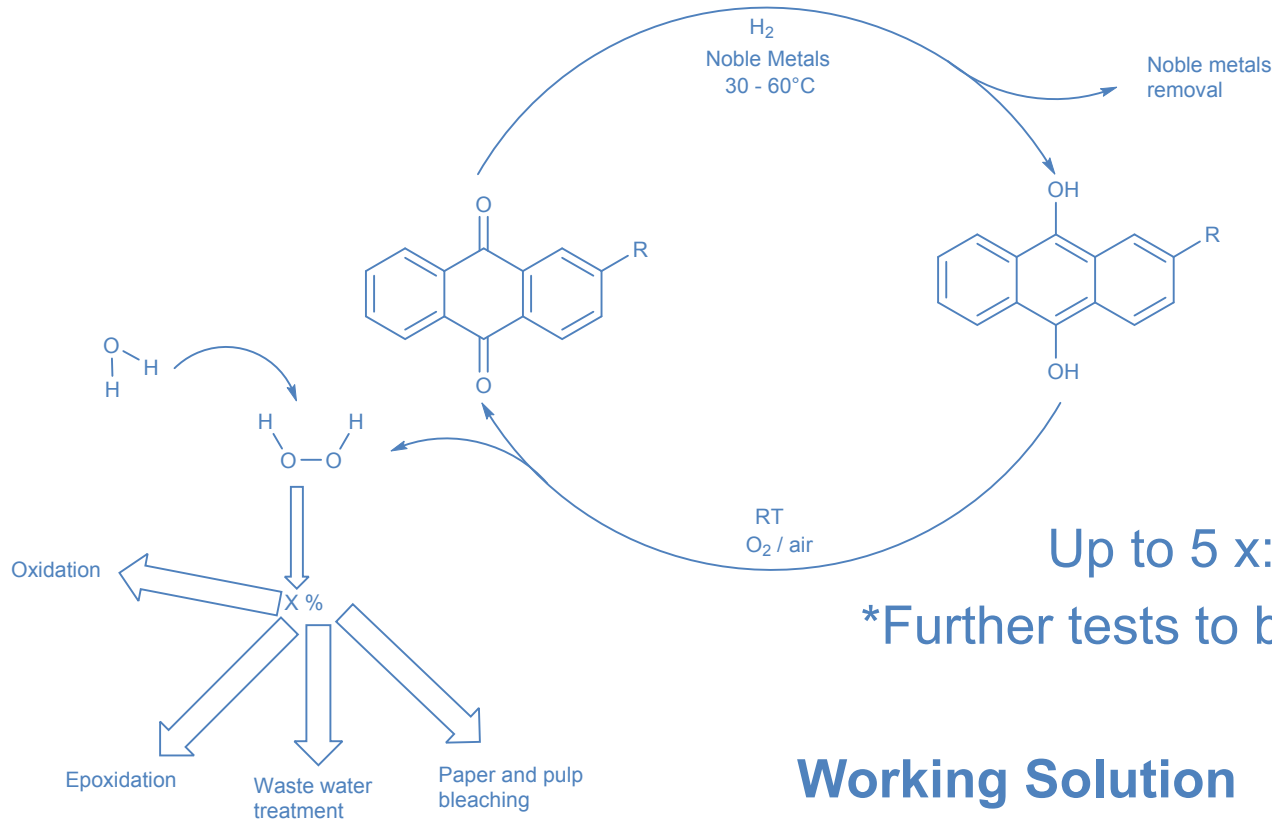 H2
Noble Metals
30 - 60°C
Noble metals
removal
O
R
O
OH
R
OH
O
H
H
H
H
O
O
RT
O2 / air
Up to 5 x:
*Further tests to b
Oxidation
X %
Epoxidation
Waste water
treatment
Paper and pulp
bleaching
Working Solution